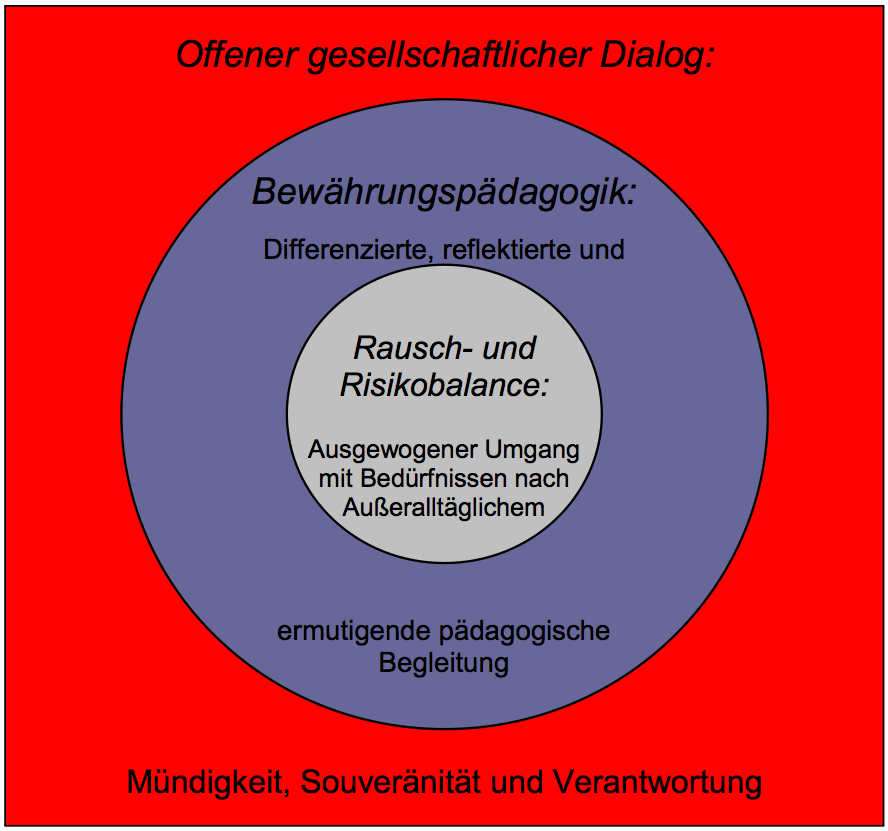 Offener gesellschaftlicher Dialog:
Bewährungspädagogik:
Differenzierte, reflektierte und
Rausch- und
Risikobalance:
Ausgewogener Umgang
mit Bedürfnissen nach
Außeralltäglichem
ermutigende pädagogische
Begleitung
Mündigkeit, Souveränität und Verantwortung